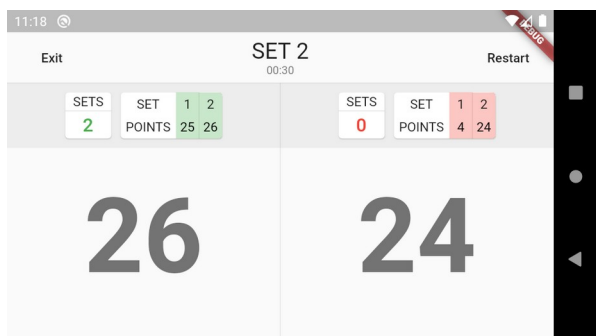 11:18
DEBUG
Exit
SET 2
Restart
00:30
SETS
2
SET 1 2
POINTS 25 26
SETS
0
SET 1 2
POINTS 4 24
26
24